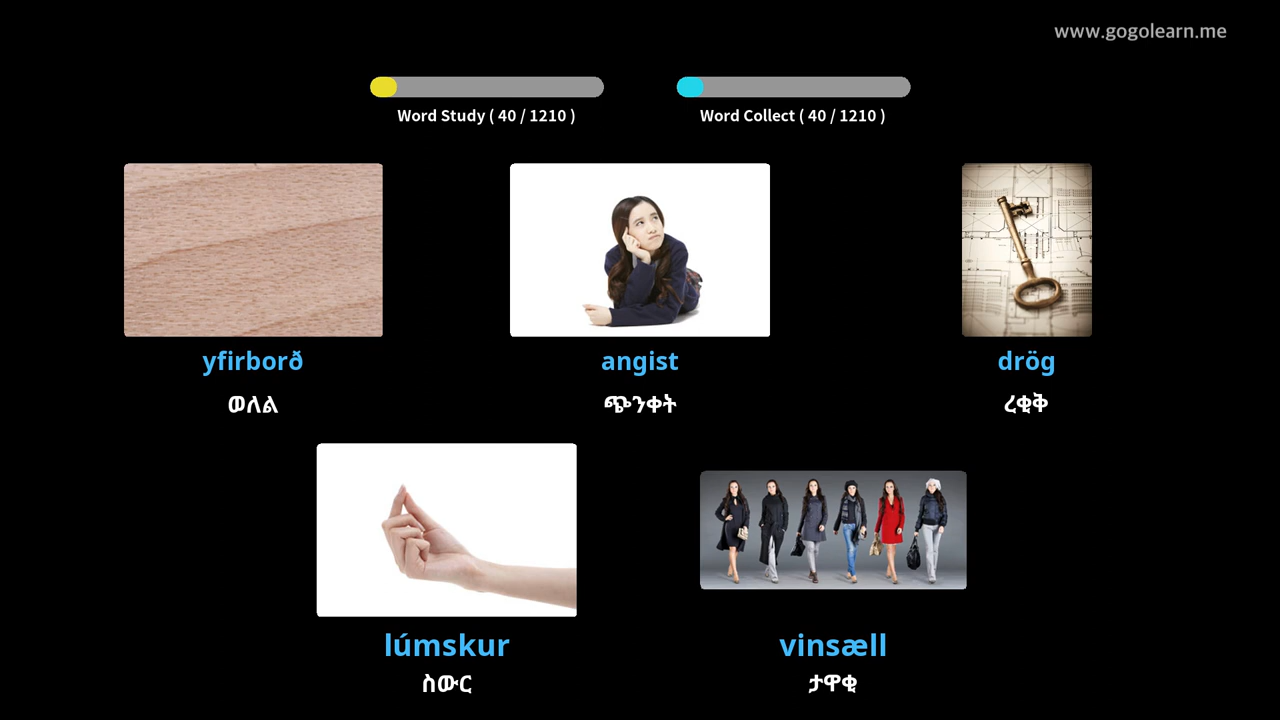 www.gogolearn.me
Word Study ( 40 / 1210 )
Word Collect ( 40 / 1210 )
yfirborð
angist
drög
ወለል
ጭንቀት
ረቂቅ
lúmskur
vinsæll
ስውር
ታዋቂ